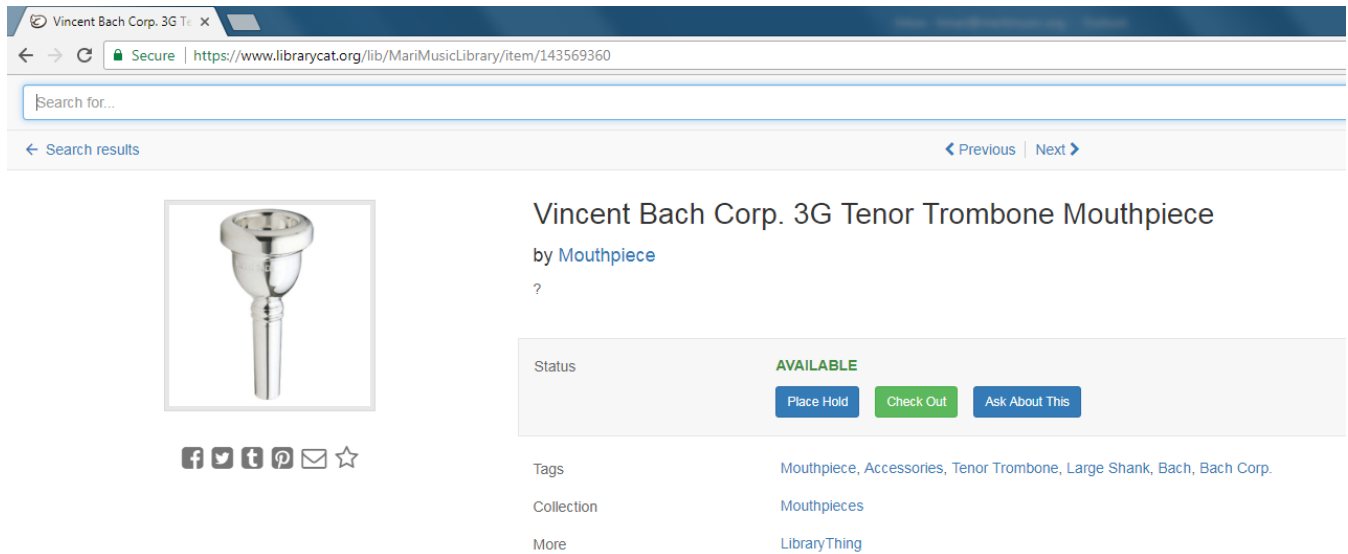 Vincent Bach Corp. 3G Te
Secure | https://www.librarycat.org/lib/MariMusicLibrary/item/143569360
Search for...
Search results
Previous | Next
Vincent Bach Corp. 3G Tenor Trombone Mouthpiece
by Mouthpiece
?
Status AVAILABLE
Place Hold Check Out Ask About This
Tags Mouthpiece, Accessories, Tenor Trombone, Large Shank, Bach, Bach Corp.
Collection Mouthpieces
More LibraryThing